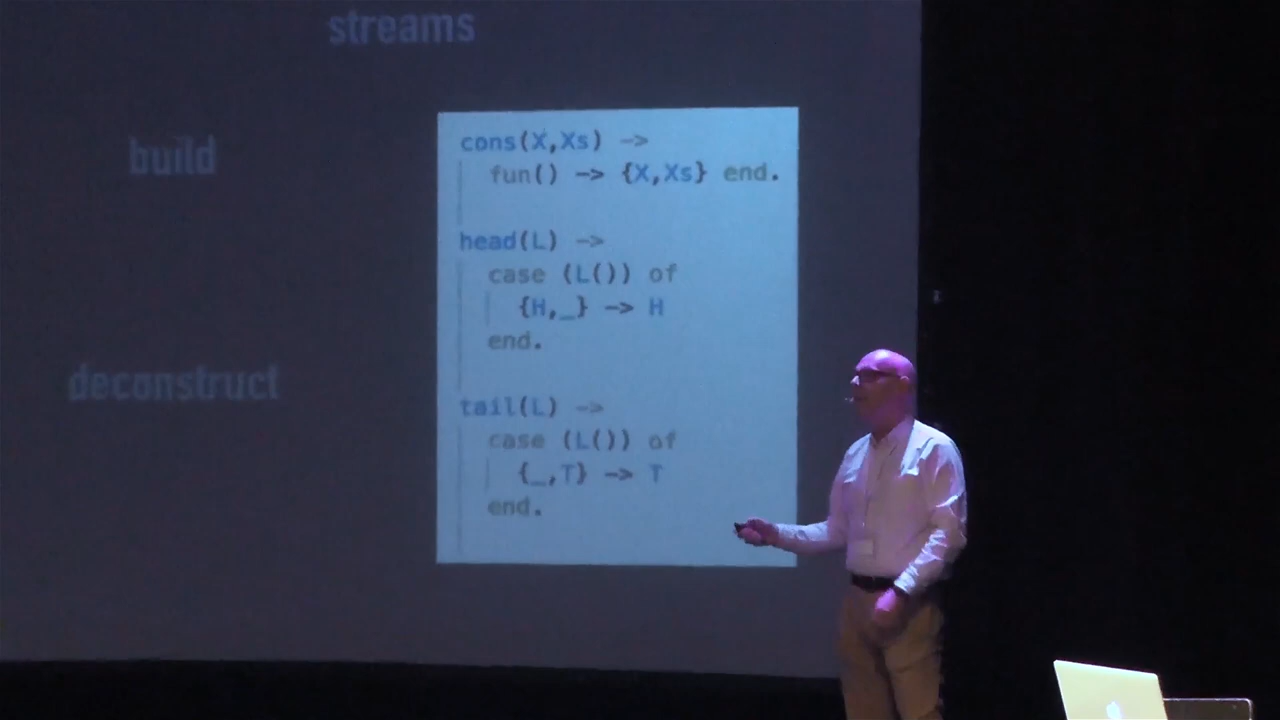 streams
build
cons(X,Xs) ->
fun() -> {X,Xs} end.
head(L) ->
case (L()) of
{H,_} -> H
end.
deconstruct
tail(L) ->
case (L()) of
{_,T} -> T
end.